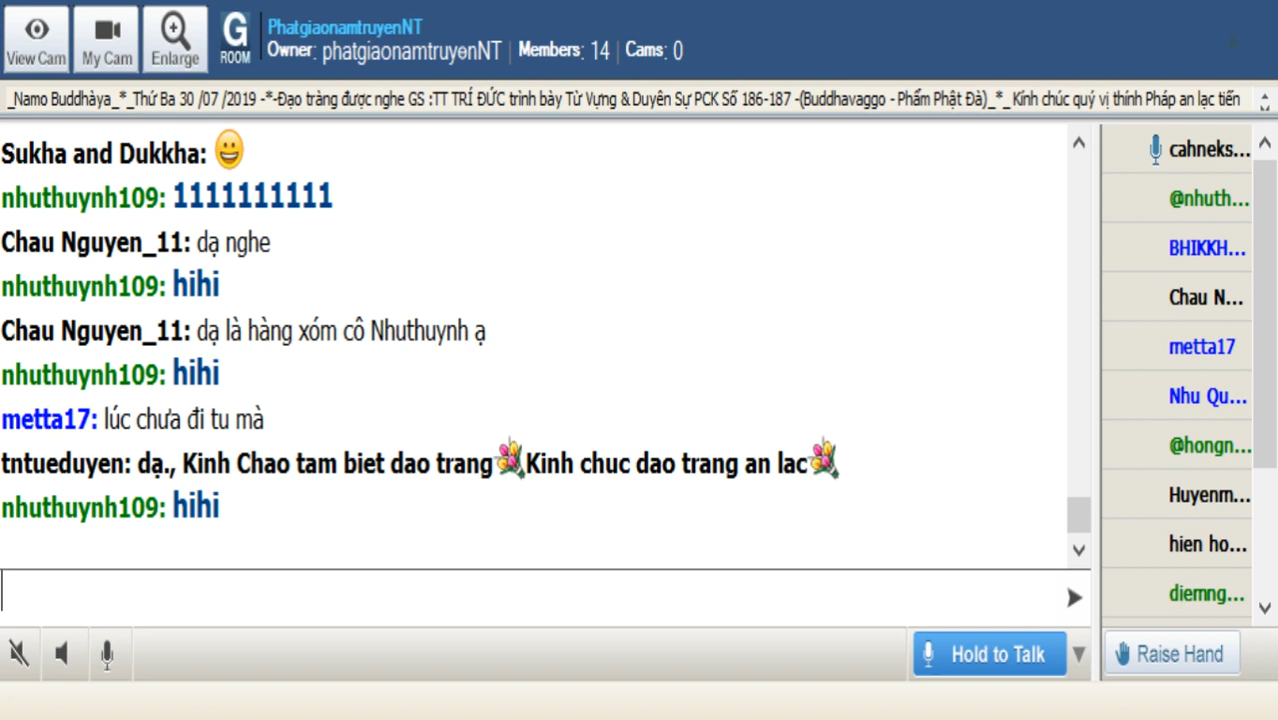 View Cam
My Cam
Enlarge
G
ROOM
PhatgiaonamtruyenNT
Owner: phatgiaonamtruyenNT | Members: 14 | Cams: 0
_Namo Buddhàya_*_Thứ Ba 30 /07 /2019 -*-Đạo tràng được nghe GS :TT TRÍ ĐỨC trình bày Từ Vựng & Duyên Sự PCK Số 186-187 -(Buddhavaggo - Phẩm Phật Đà)_*_ Kính chúc quý vị thính Pháp an lạc tiến
Sukha and Dukkha:
nhuthuynh109: 1111111111
Chau Nguyen_11: dạ nghe
nhuthuynh109: hihi
Chau Nguyen_11: dạ là hàng xóm cô Nhuthuynh ạ
nhuthuynh109: hihi
metta17: lúc chưa đi tu mà
tntueduyen: dạ., Kinh Chao tam biet dao trang Kinh chuc dao trang an lac
nhuthuynh109: hihi
cahneks...
@nhuth...
BHIKKH...
Chau N...
metta17
Nhu Qu...
@hongn...
Huyenm...
hien ho...
diemng...
Hold to Talk
Raise Hand